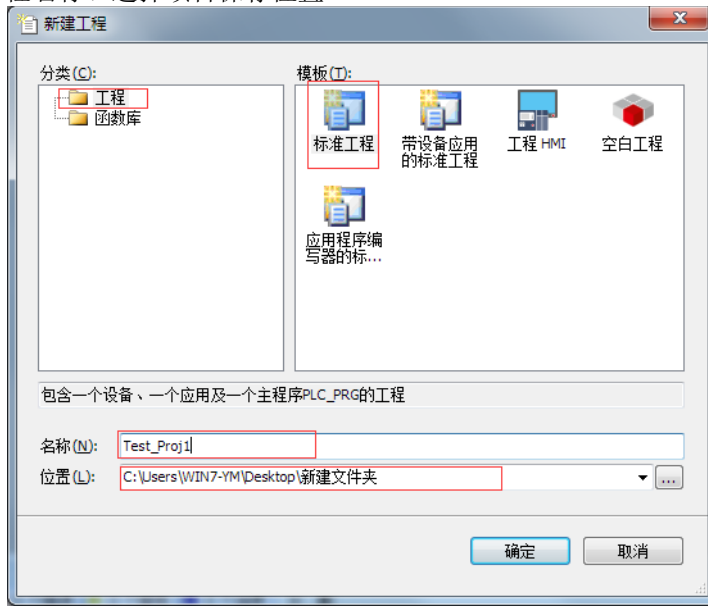 新建工程
分类(C):
模板(T):
工程
函数库
标准工程
带设备应用
的标准工程
工程 HMI
空白工程
应用程序编
写器的标...
包含一个设备、一个应用及一个主程序PLC_PRG的工程
名称(N):
Test_Proj1
位置(L):
C:\Users\WIN7-YM\Desktop\新建文件夹
...
确定
取消